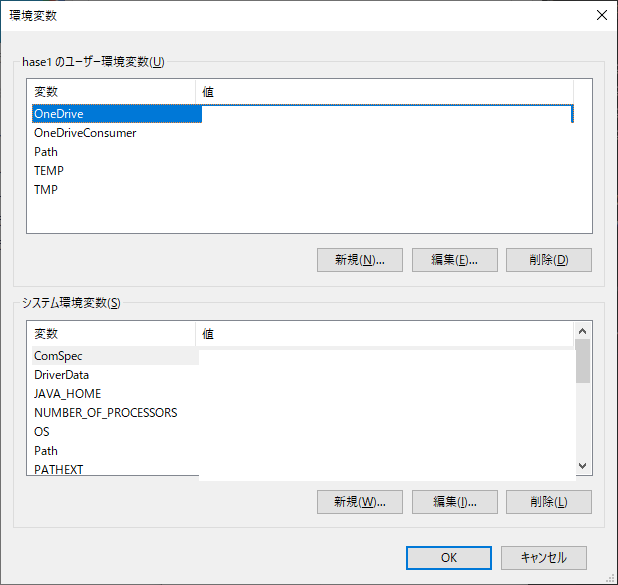 環境変数
hase1 のユーザー環境変数(U)
変数 値
OneDrive
OneDriveConsumer
Path
TEMP
TMP
新規(N)... 編集(E)... 削除(D)
システム環境変数(S)
変数 値
ComSpec
DriverData
JAVA_HOME
NUMBER_OF_PROCESSORS
OS
Path
PATHEXT
新規(W)... 編集(I)... 削除(L)
OK キャンセル